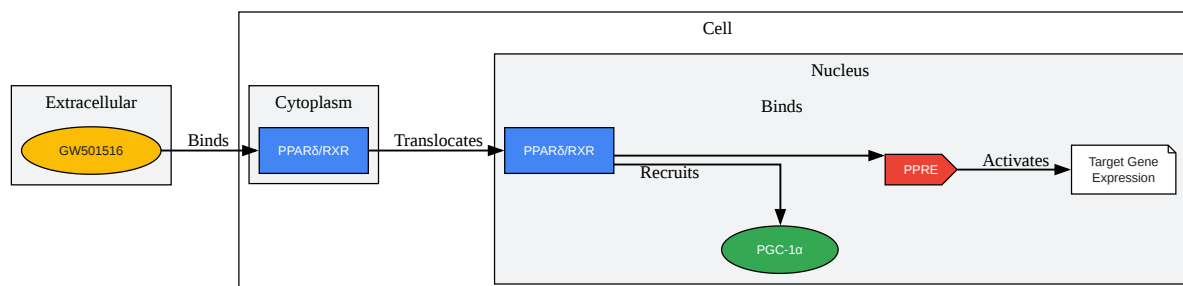 Cell
Nucleus
Extracellular
Cytoplasm
Binds
GW501516
Binds
PPARδ/RXR
Translocates
PPARδ/RXR
Recruits
PPRE
Activates
Target Gene
Expression
PGC-1α